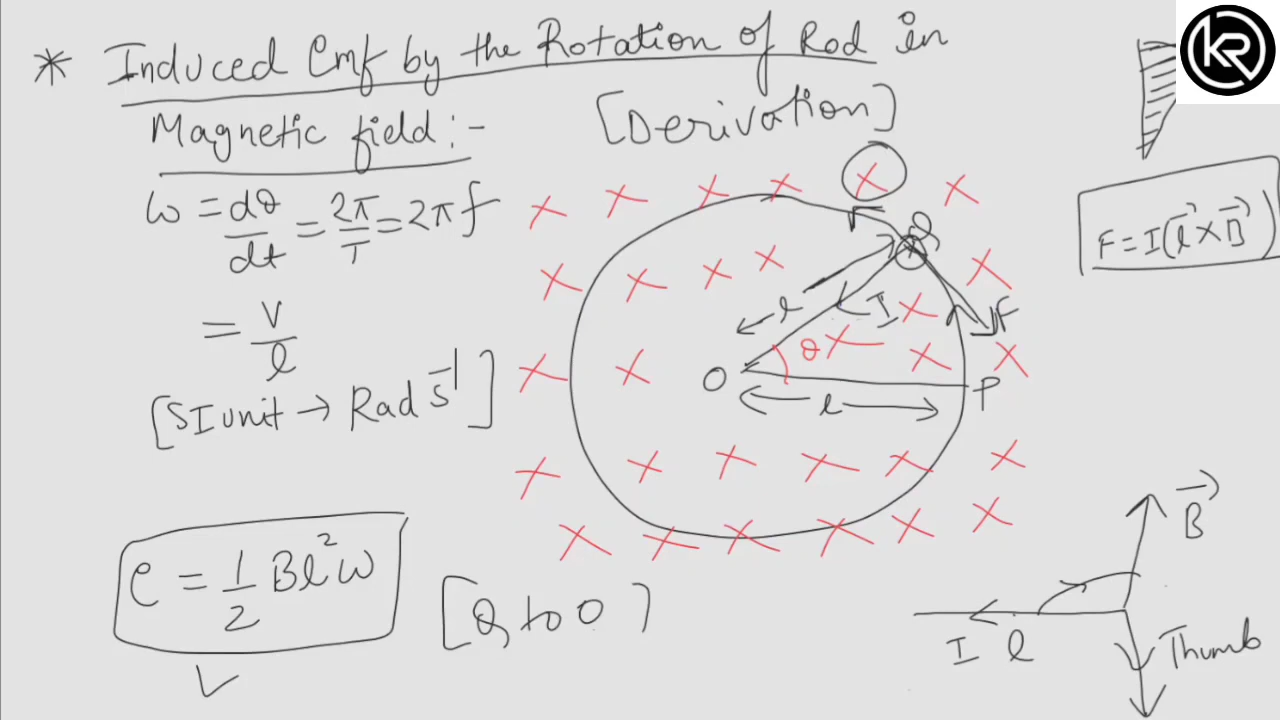 * Induced Emf by the Rotation of Rod in
Magnetic field :-
[Derivation]
ω = dθ/dt = 2π/T = 2πf
= v/l
[SI unit → Rad s⁻¹]
e = 1/2 Bl²ω
[Q to O]
Q
l
I
F
θ
O
l
P
F = I(l⃗ × B⃗)
B⃗
I l
Thumb
KR